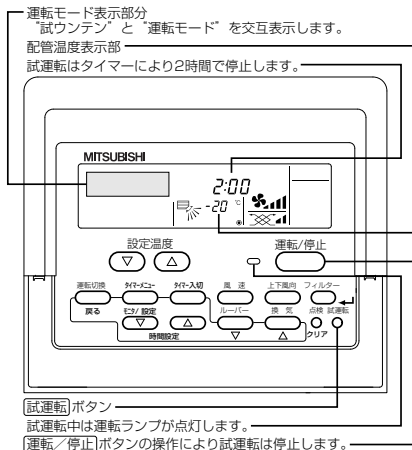 運転モード表示部分
“試ウンテン”と“運転モード”を交互表示します。
配管温度表示部
試運転はタイマーにより2時間で停止します。
MITSUBISHI
2:00
-20 ℃
設定温度
運転/停止
運転切換 タイマーメニュー タイマー入切 風速 上下風向 フィルター
戻る モニタ/設定 ルーバー 換気 点検 試運転
時間設定 クリア
試運転ボタン
試運転中は運転ランプが点灯します。
運転/停止ボタンの操作により試運転は停止します。